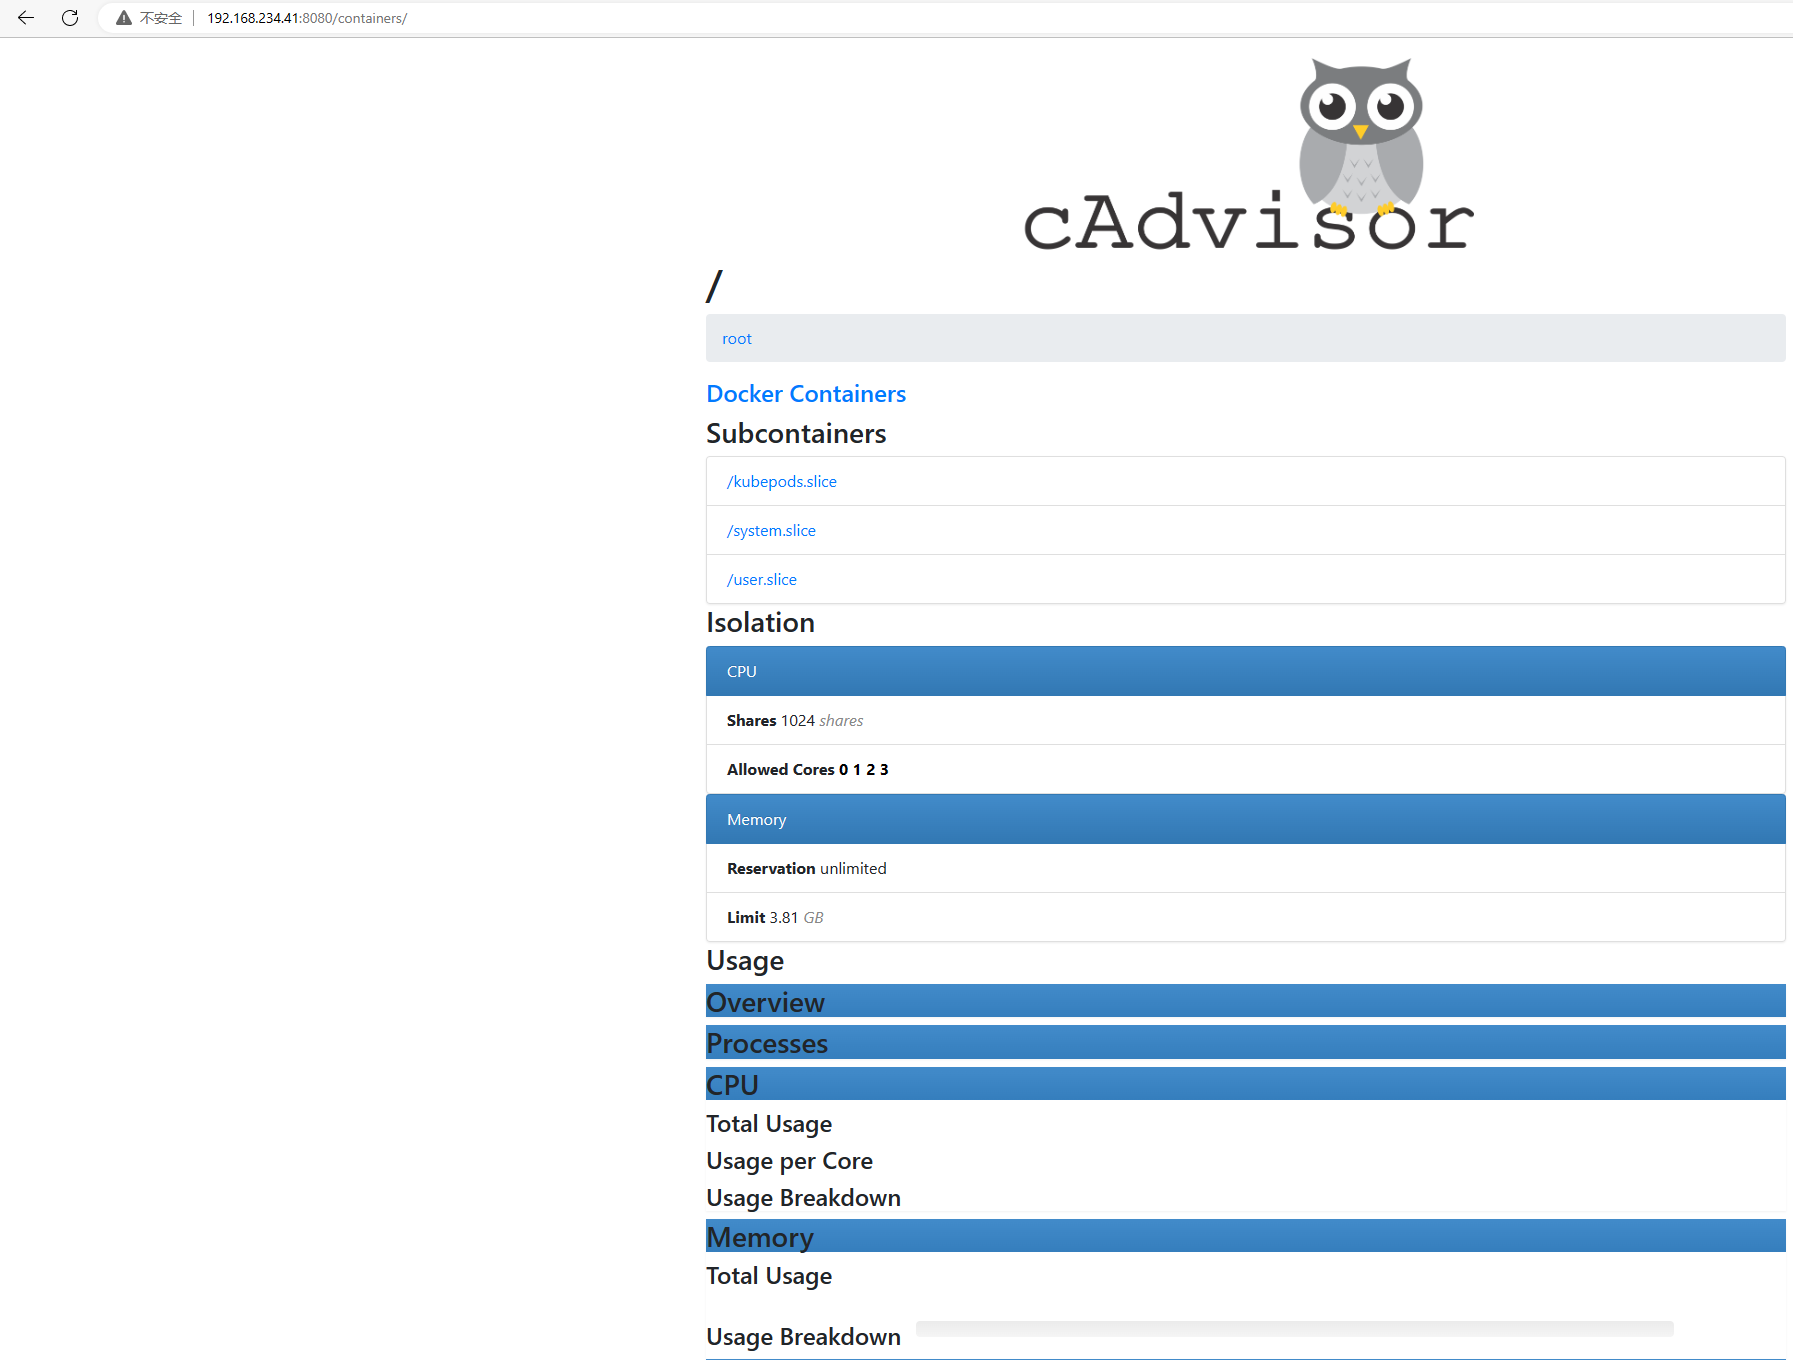 不安全 192.168.234.41:8080/containers/
cAdvisor
/
root
Docker Containers
Subcontainers
/kubepods.slice
/system.slice
/user.slice
Isolation
CPU
Shares 1024 shares
Allowed Cores 0 1 2 3
Memory
Reservation unlimited
Limit 3.81 GB
Usage
Overview
Processes
CPU
Total Usage
Usage per Core
Usage Breakdown
Memory
Total Usage
Usage Breakdown